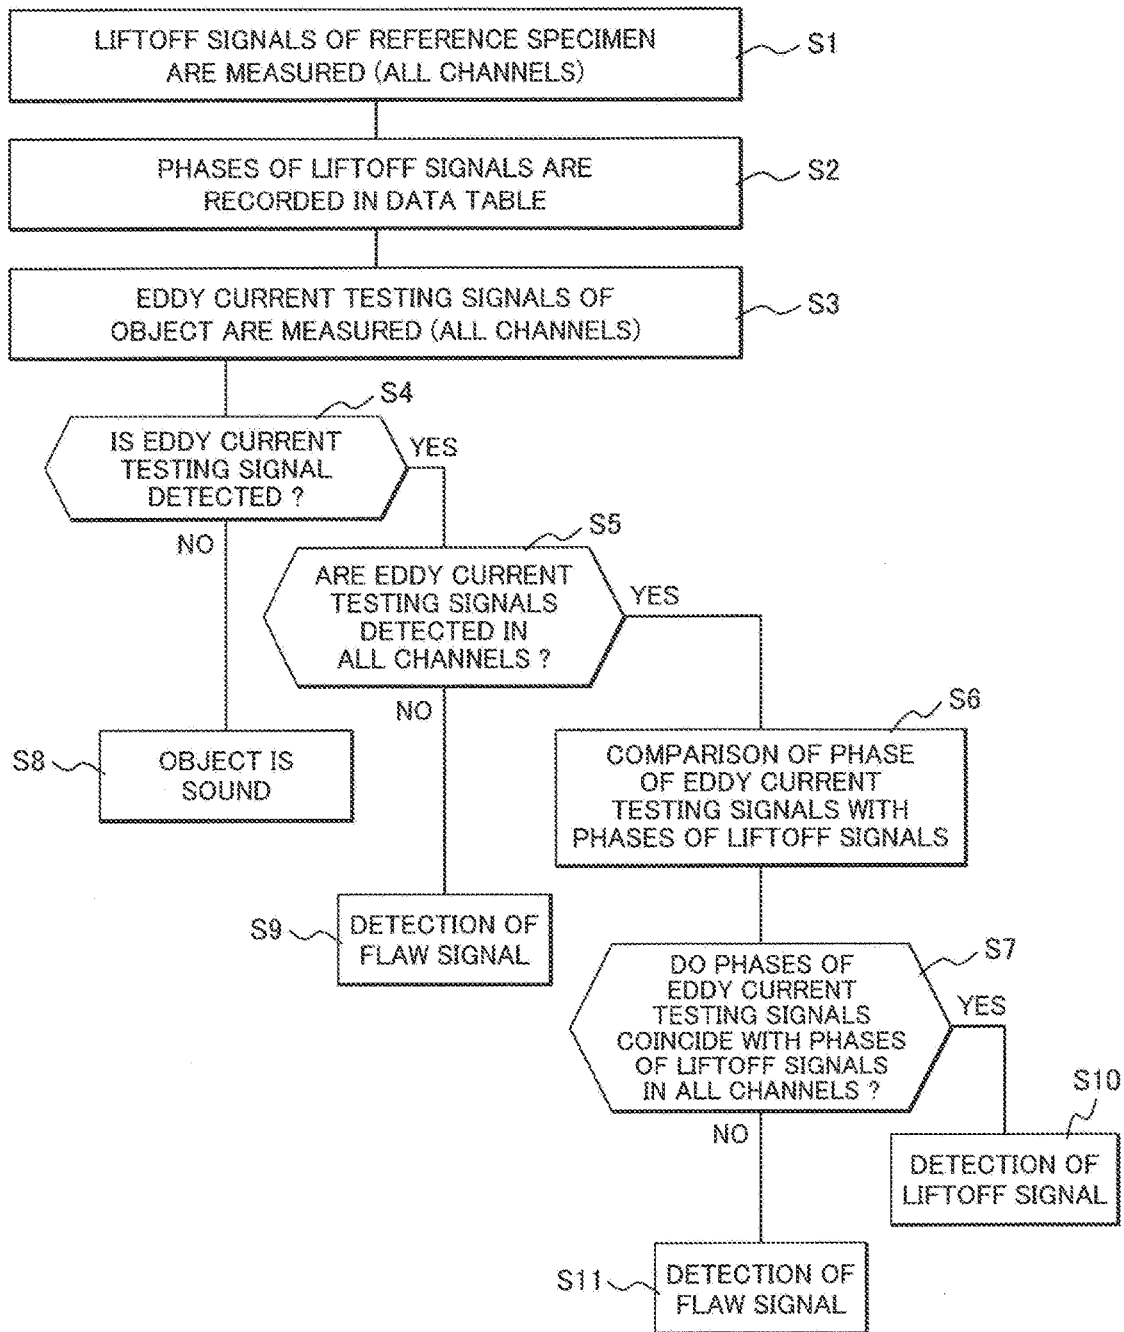 LIFTOFF SIGNALS OF REFERENCE SPECIMEN
ARE MEASURED (ALL CHANNELS)
S1
PHASES OF LIFTOFF SIGNALS ARE
RECORDED IN DATA TABLE
S2
EDDY CURRENT TESTING SIGNALS OF
OBJECT ARE MEASURED (ALL CHANNELS)
S3
S4
IS EDDY CURRENT
TESTING SIGNAL
DETECTED ?
YES
NO
S5
ARE EDDY CURRENT
TESTING SIGNALS
DETECTED IN
ALL CHANNELS ?
YES
NO
S6
COMPARISON OF PHASE
OF EDDY CURRENT
TESTING SIGNALS WITH
PHASES OF LIFTOFF SIGNALS
S8
OBJECT IS
SOUND
S9
DETECTION OF
FLAW SIGNAL
S7
DO PHASES OF
EDDY CURRENT
TESTING SIGNALS
COINCIDE WITH PHASES
OF LIFTOFF SIGNALS
IN ALL CHANNELS ?
YES
NO
S10
DETECTION OF
LIFTOFF SIGNAL
S11
DETECTION OF
FLAW SIGNAL